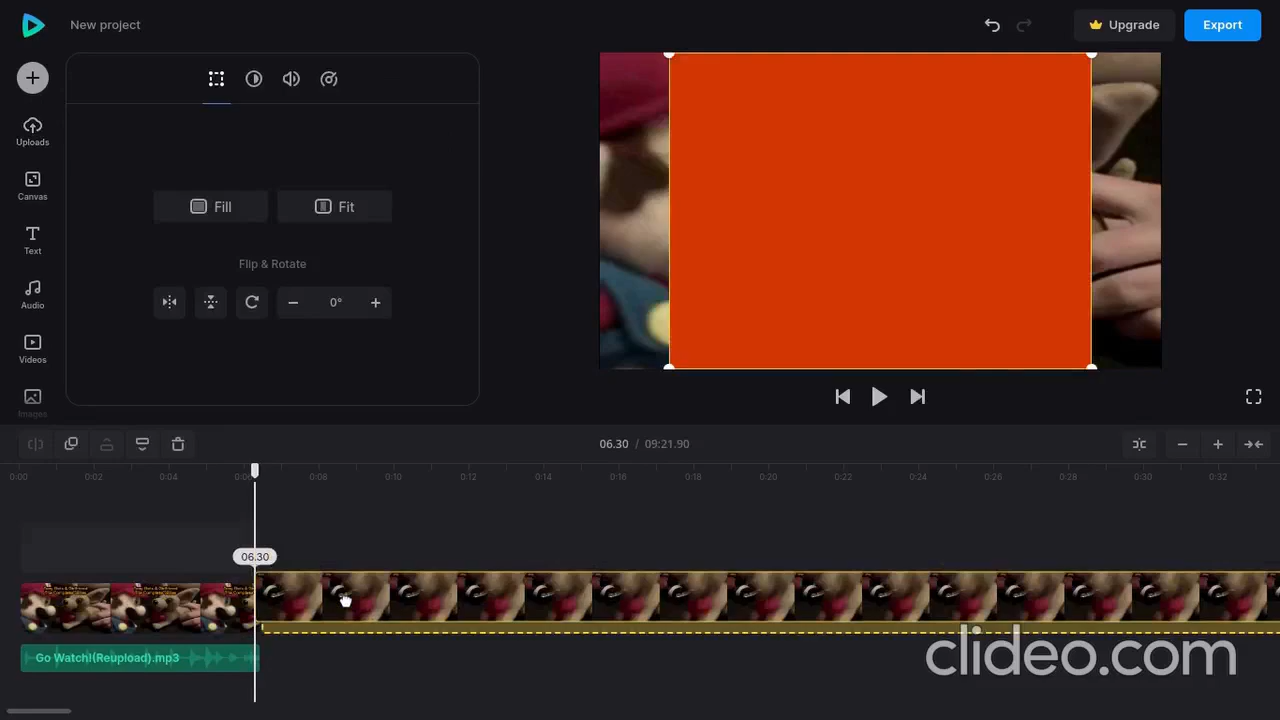 New project
Upgrade
Export
Uploads
Canvas
Text
Audio
Videos
Images
Fill
Fit
Flip & Rotate
0°
06.30 / 09:21.90
0:00 0:02 0:04 0:08 0:10 0:12 0:14 0:16 0:18 0:20 0:22 0:24 0:26 0:28 0:30 0:32
06.30
Go Watch!(Reupload).mp3
clideo.com